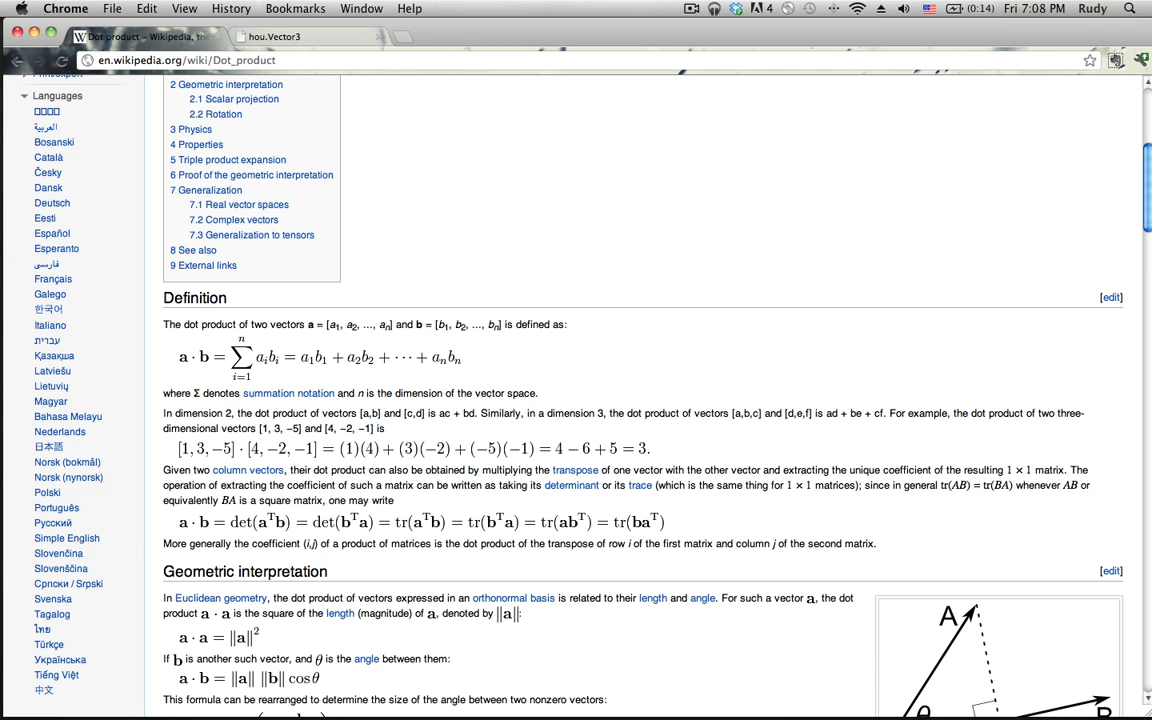 Chrome File Edit View History Bookmarks Window Help 4 (0:14) Fri 7:08 PM Rudy
Dot product – Wikipedia, the
hou.Vector3
en.wikipedia.org/wiki/Dot_product
Languages
العربية
Bosanski
Català
Česky
Dansk
Deutsch
Eesti
Español
Esperanto
فارسی
Français
Galego
한국어
Italiano
עברית
Қазақша
Latviešu
Lietuvių
Magyar
Bahasa Melayu
Nederlands
日本語
Norsk (bokmål)
Norsk (nynorsk)
Polski
Português
Русский
Simple English
Slovenčina
Slovenščina
Српски / Srpski
Svenska
Tagalog
ไทย
Türkçe
Українська
Tiếng Việt
中文
2 Geometric interpretation
2.1 Scalar projection
2.2 Rotation
3 Physics
4 Properties
5 Triple product expansion
6 Proof of the geometric interpretation
7 Generalization
7.1 Real vector spaces
7.2 Complex vectors
7.3 Generalization to tensors
8 See also
9 External links
Definition [edit]
The dot product of two vectors a = [a₁, a₂, ..., aₙ] and b = [b₁, b₂, ..., bₙ] is defined as:
a · b = ∑ᵢ₌₁ⁿ aᵢbᵢ = a₁b₁ + a₂b₂ + ··· + aₙbₙ
where Σ denotes summation notation and n is the dimension of the vector space.
In dimension 2, the dot product of vectors [a,b] and [c,d] is ac + bd. Similarly, in a dimension 3, the dot product of vectors [a,b,c] and [d,e,f] is ad + be + cf. For example, the dot product of two three-
dimensional vectors [1, 3, −5] and [4, −2, −1] is
[1, 3, −5] · [4, −2, −1] = (1)(4) + (3)(−2) + (−5)(−1) = 4 − 6 + 5 = 3.
Given two column vectors, their dot product can also be obtained by multiplying the transpose of one vector with the other vector and extracting the unique coefficient of the resulting 1 × 1 matrix. The
operation of extracting the coefficient of such a matrix can be written as taking its determinant or its trace (which is the same thing for 1 × 1 matrices); since in general tr(AB) = tr(BA) whenever AB or
equivalently BA is a square matrix, one may write
a · b = det(aᵀb) = det(bᵀa) = tr(aᵀb) = tr(bᵀa) = tr(abᵀ) = tr(baᵀ)
More generally the coefficient (i,j) of a product of matrices is the dot product of the transpose of row i of the first matrix and column j of the second matrix.
Geometric interpretation [edit]
In Euclidean geometry, the dot product of vectors expressed in an orthonormal basis is related to their length and angle. For such a vector a, the dot
product a · a is the square of the length (magnitude) of a, denoted by ‖a‖:
a · a = ‖a‖²
If b is another such vector, and θ is the angle between them:
a · b = ‖a‖ ‖b‖ cos θ
This formula can be rearranged to determine the size of the angle between two nonzero vectors:
A
θ
B